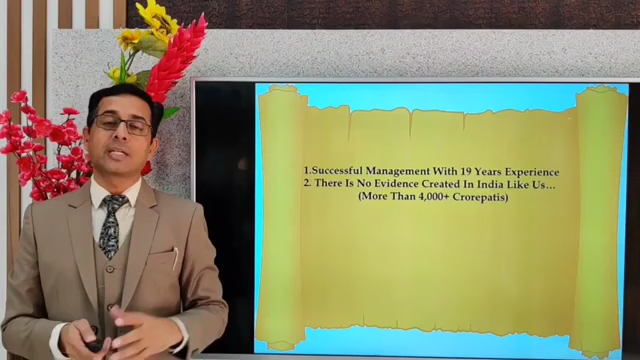 1.Successful Management With 19 Years Experience
2. There Is No Evidence Created In India Like Us...
(More Than 4,000+ Crorepatis)